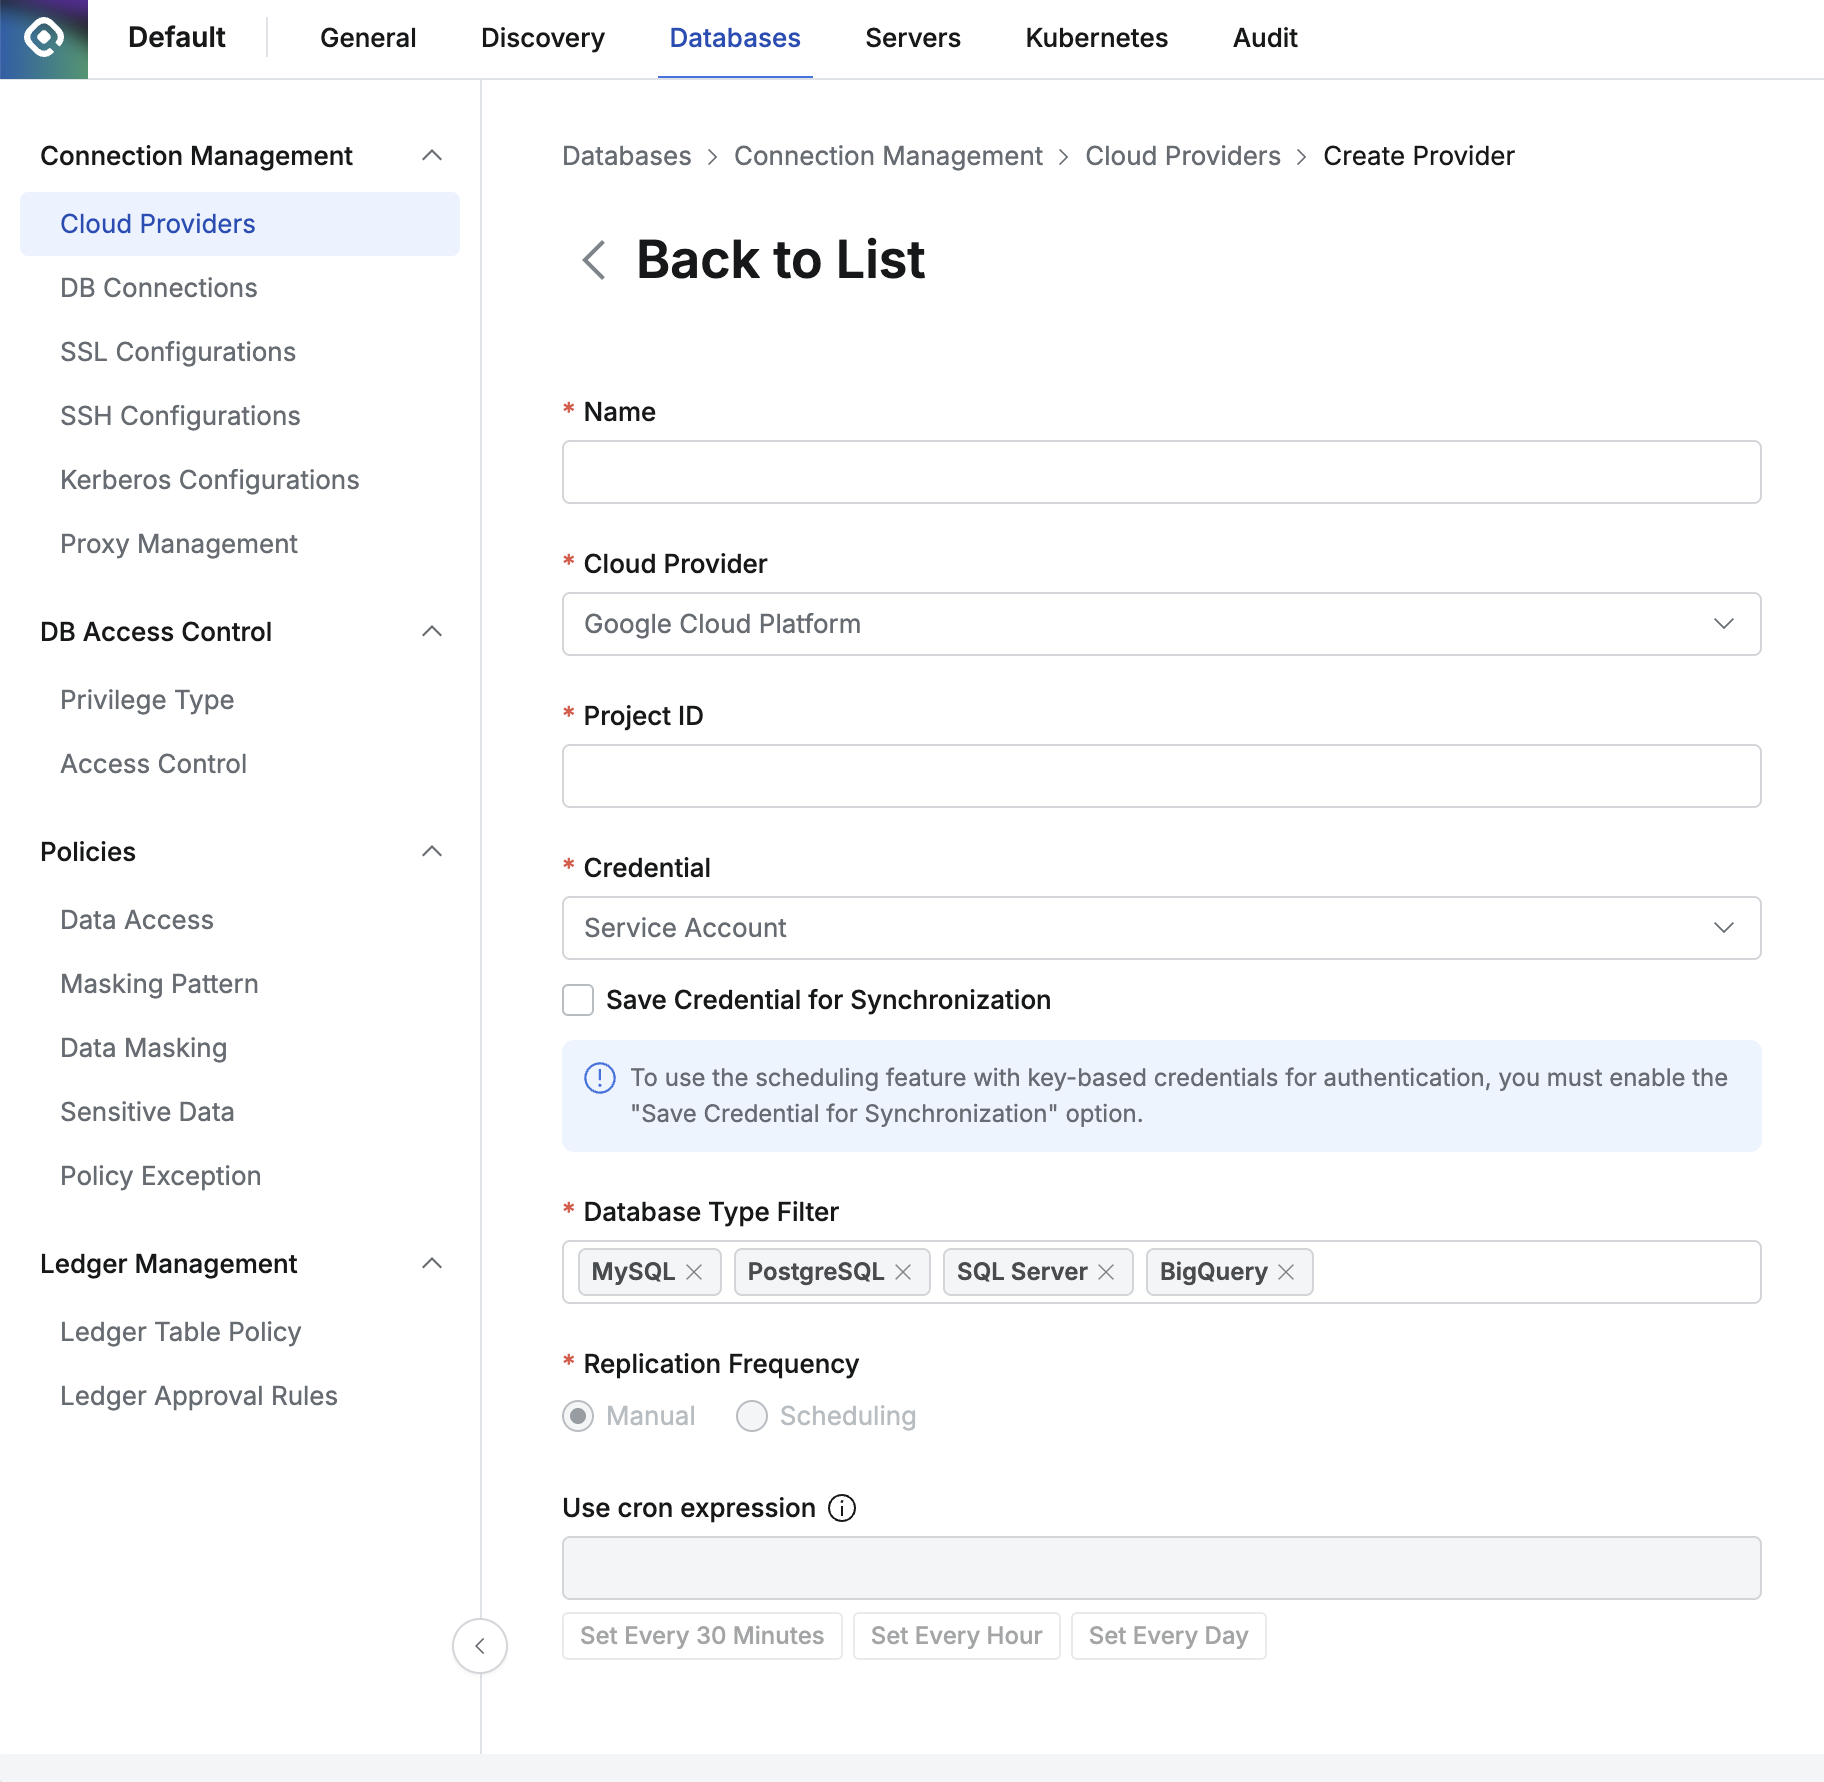 Default
General
Discovery
Databases
Servers
Kubernetes
Audit
Connection Management
Cloud Providers
DB Connections
SSL Configurations
SSH Configurations
Kerberos Configurations
Proxy Management
DB Access Control
Privilege Type
Access Control
Policies
Data Access
Masking Pattern
Data Masking
Sensitive Data
Policy Exception
Ledger Management
Ledger Table Policy
Ledger Approval Rules
Databases > Connection Management > Cloud Providers > Create Provider
Back to List
* Name
* Cloud Provider
Google Cloud Platform
* Project ID
* Credential
Service Account
Save Credential for Synchronization
To use the scheduling feature with key-based credentials for authentication, you must enable the
"Save Credential for Synchronization" option.
* Database Type Filter
MySQL
PostgreSQL
SQL Server
BigQuery
* Replication Frequency
Manual
Scheduling
Use cron expression
Set Every 30 Minutes
Set Every Hour
Set Every Day